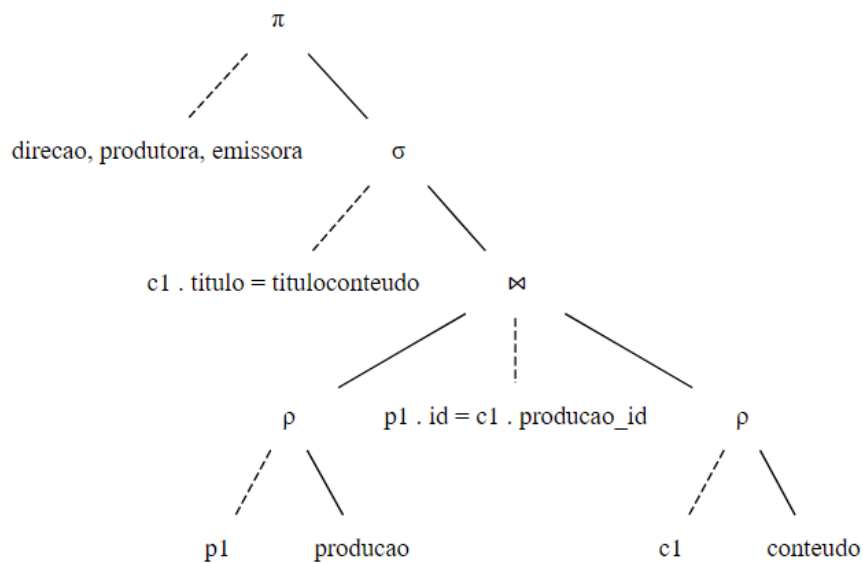 π
direcao, produtora, emissora σ
c1 . titulo = tituloconteudo ⋈
ρ p1 . id = c1 . producao_id ρ
p1 producao c1 conteudo